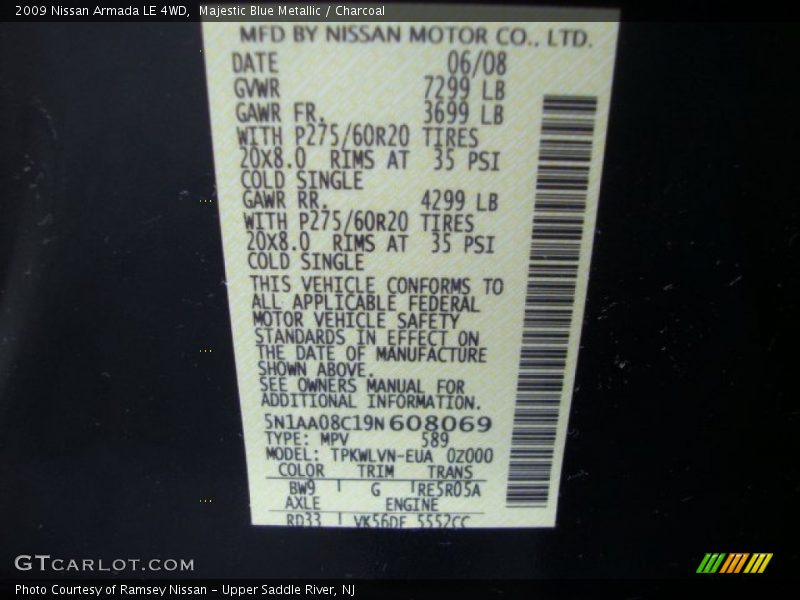 2009 Nissan Armada LE 4WD,  Majestic Blue Metallic / Charcoal
MFD BY NISSAN MOTOR CO., LTD.
DATE 06/08
GVWR 7299 LB
GAWR FR. 3699 LB
WITH P275/60R20 TIRES
20X8.0 RIMS AT 35 PSI
COLD SINGLE
GAWR RR. 4299 LB
WITH P275/60R20 TIRES
20X8.0 RIMS AT 35 PSI
COLD SINGLE
THIS VEHICLE CONFORMS TO
ALL APPLICABLE FEDERAL
MOTOR VEHICLE SAFETY
STANDARDS IN EFFECT ON
THE DATE OF MANUFACTURE
SHOWN ABOVE.
SEE OWNERS MANUAL FOR
ADDITIONAL INFORMATION.
5N1AA08C19N608069
TYPE: MPV 589
MODEL: TPKWLVN-EUA 0Z000
COLOR TRIM TRANS
BW9 G RE5R05A
AXLE ENGINE
RD33 VK56DE 5552CC
GTCARLOT.COM
Photo Courtesy of Ramsey Nissan - Upper Saddle River, NJ